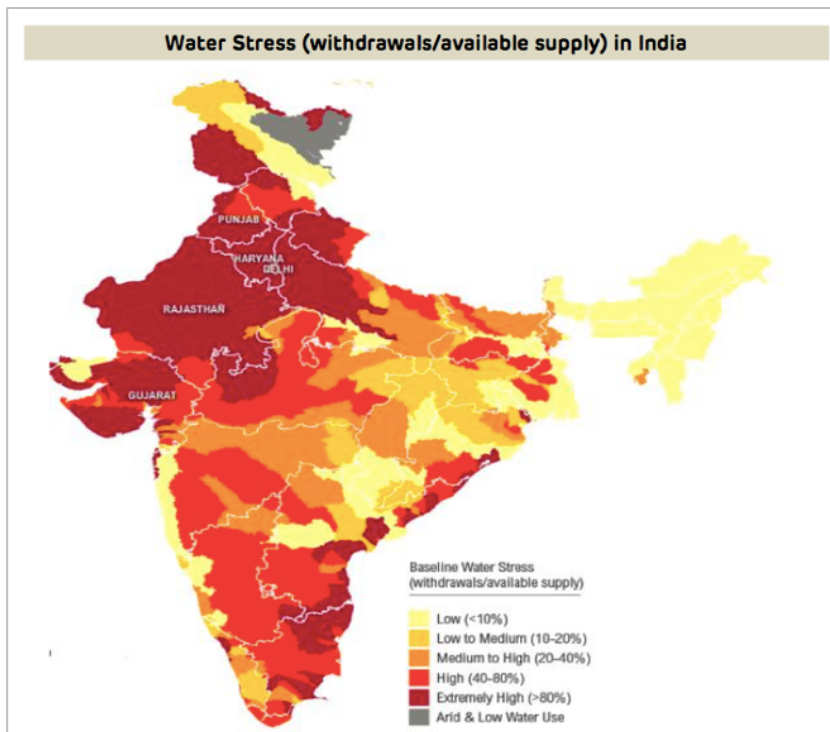 Water Stress (withdrawals/available supply) in India
PUNJAB
HARYANA
DELHI
RAJASTHAN
GUJARAT
Baseline Water Stress
(withdrawals/available supply)
Low (<10%)
Low to Medium (10-20%)
Medium to High (20-40%)
High (40-80%)
Extremely High (>80%)
Arid & Low Water Use